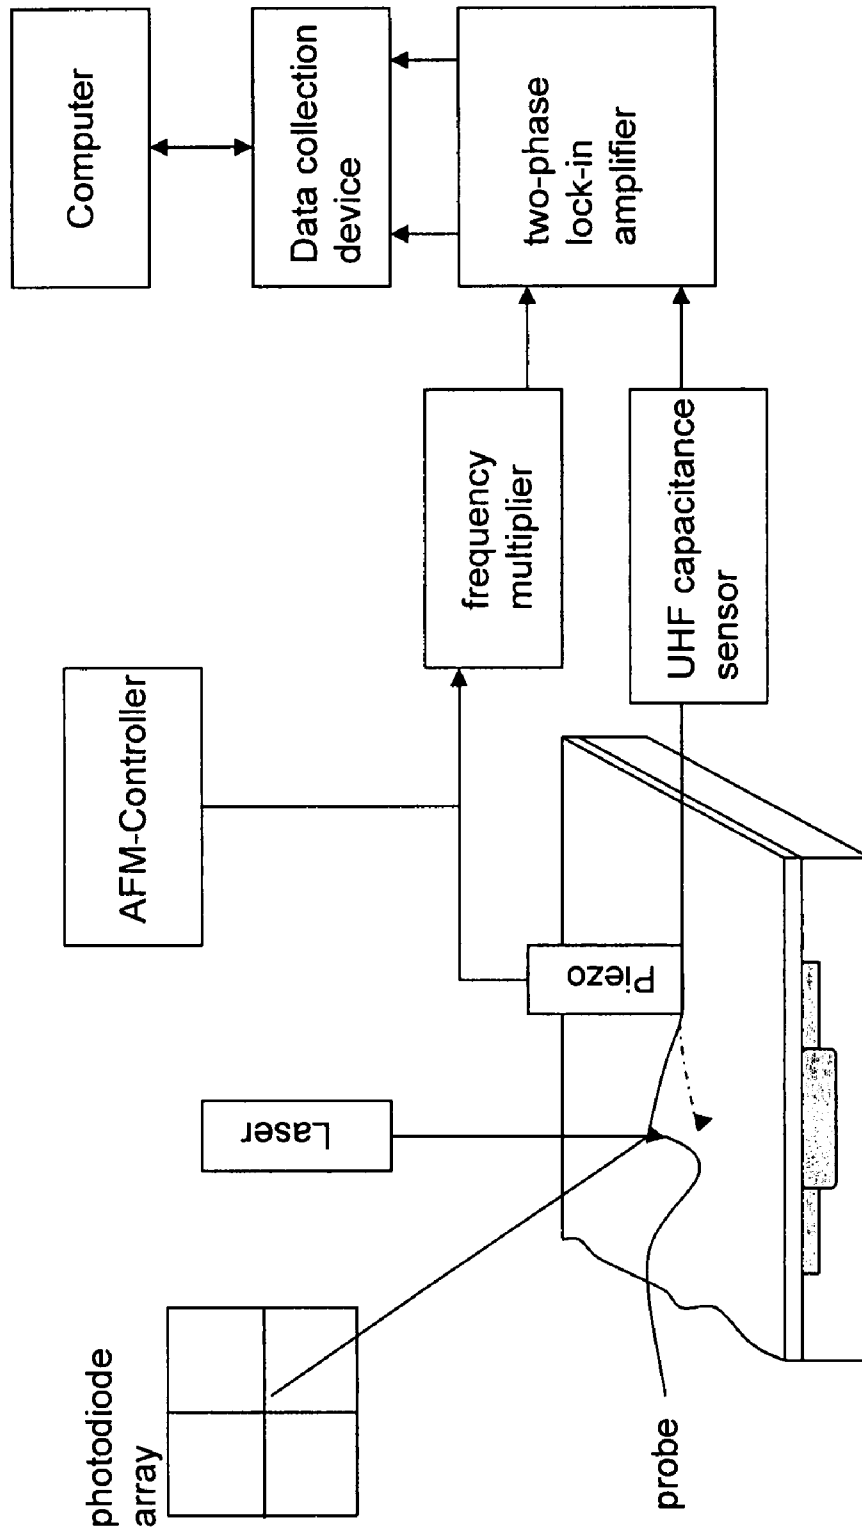 photodiode
array
Laser
AFM-Controller
Computer
Data collection
device
frequency
multiplier
two-phase
lock-in
amplifier
Piezo
UHF capacitance
sensor
probe